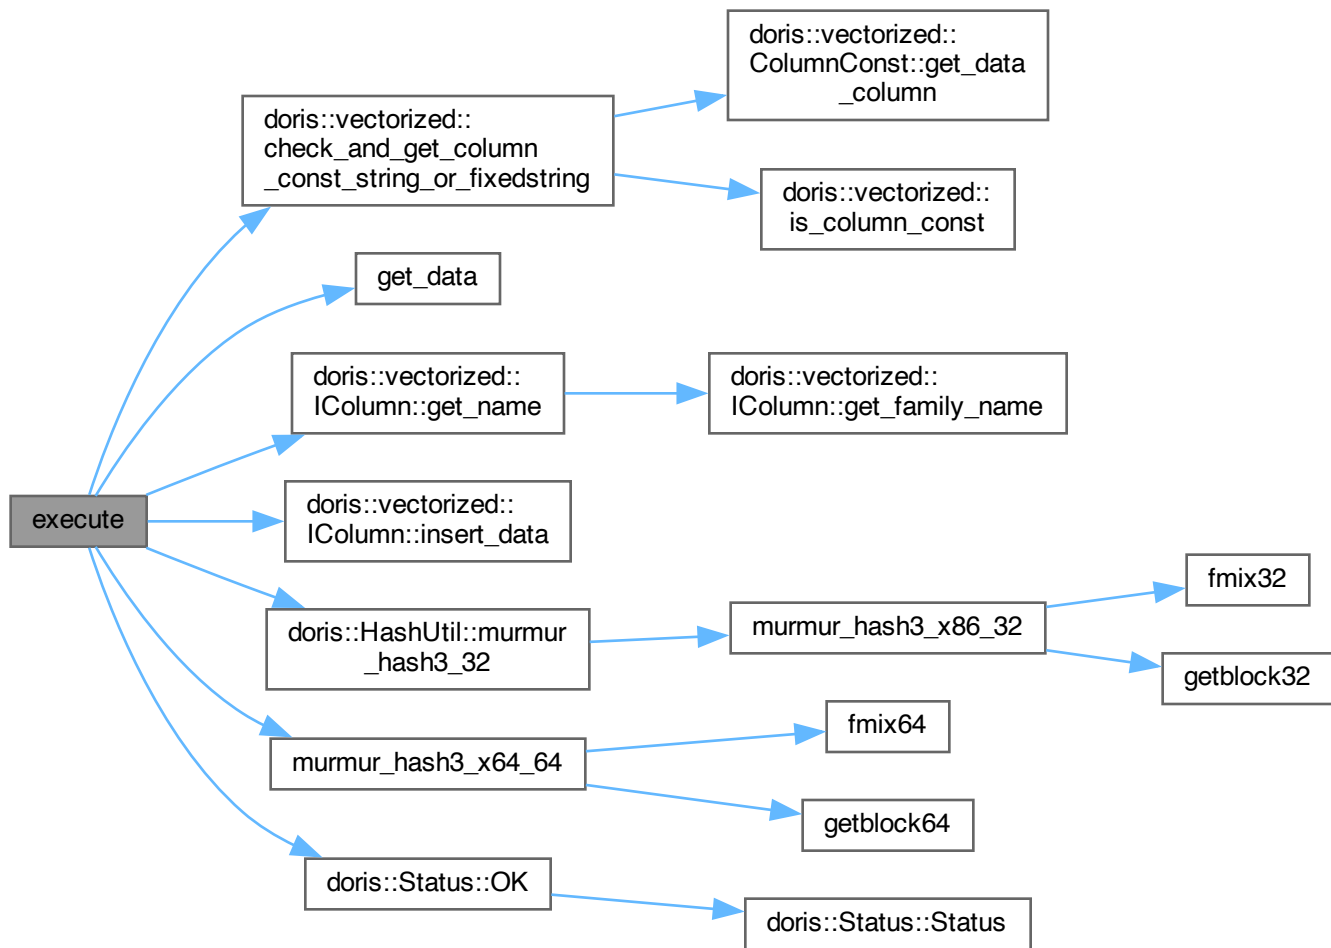 doris::vectorized::
ColumnConst::get_data
_column
doris::vectorized::
check_and_get_column
_const_string_or_fixedstring
doris::vectorized::
is_column_const
get_data
doris::vectorized::
IColumn::get_name
doris::vectorized::
IColumn::get_family_name
execute
doris::vectorized::
IColumn::insert_data
doris::HashUtil::murmur
_hash3_32
murmur_hash3_x86_32
fmix32
getblock32
murmur_hash3_x64_64
fmix64
getblock64
doris::Status::OK
doris::Status::Status